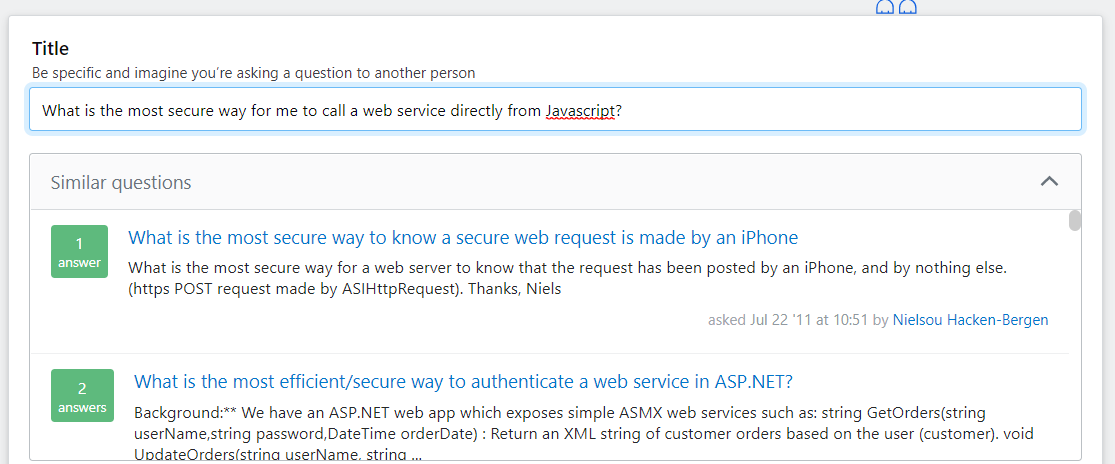 Title
Be specific and imagine you’re asking a question to another person
What is the most secure way for me to call a web service directly from Javascript?
Similar questions
1
answer
What is the most secure way to know a secure web request is made by an iPhone
What is the most secure way for a web server to know that the request has been posted by an iPhone, and by nothing else.
(https POST request made by ASIHttpRequest). Thanks, Niels
asked Jul 22 '11 at 10:51 by Nielsou Hacken-Bergen
2
answers
What is the most efficient/secure way to authenticate a web service in ASP.NET?
Background:** We have an ASP.NET web app which exposes simple ASMX web services such as: string GetOrders(string
userName,string password,DateTime orderDate) : Return an XML string of customer orders based on the user (customer). void
UpdateOrders(string userName, string ...